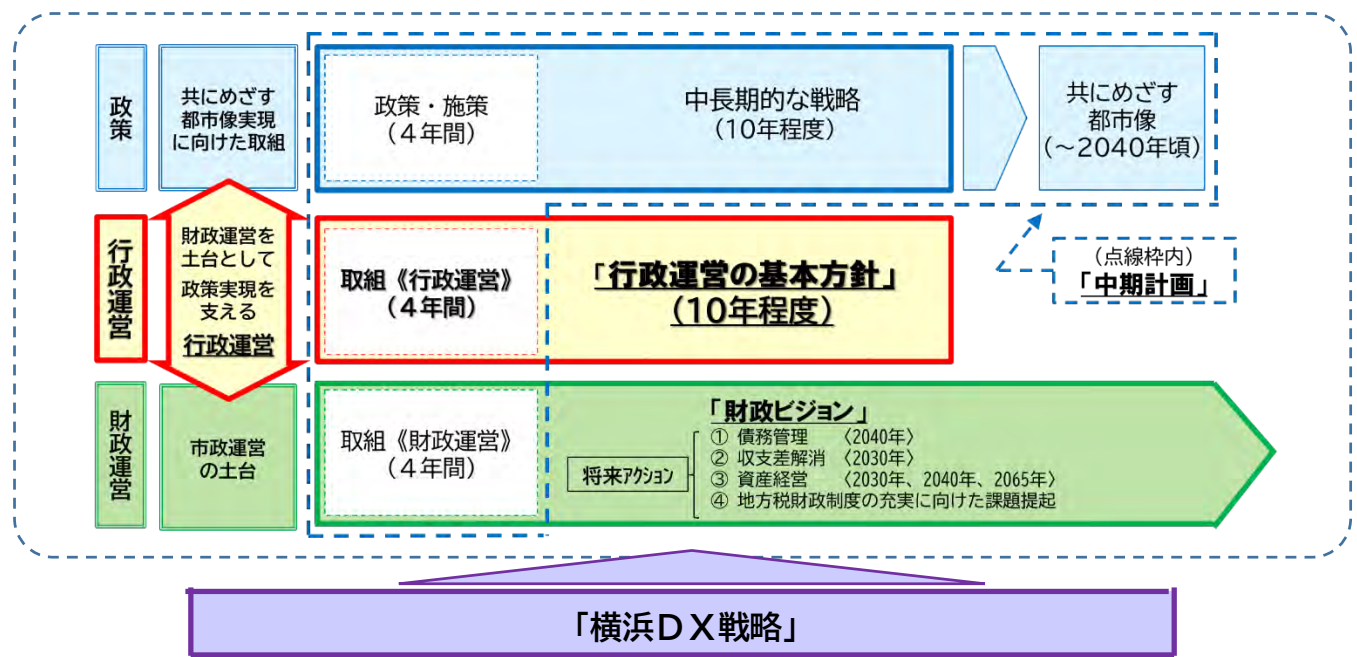 政策
共にめざす
都市像実現
に向けた取組
政策・施策
（４年間）
中長期的な戦略
（10年程度）
共にめざす
都市像
（～2040年頃）
行政運営
財政運営を
土台として
政策実現を
支える
行政運営
取組《行政運営》
（４年間）
「行政運営の基本方針」
（10年程度）
（点線枠内）
「中期計画」
財政運営
市政運営
の土台
取組《財政運営》
（４年間）
「財政ビジョン」
将来アクション
① 債務管理　〈2040年〉
② 収支差解消　〈2030年〉
③ 資産経営　〈2030年、2040年、2065年〉
④ 地方税財政制度の充実に向けた課題提起
「横浜ＤＸ戦略」